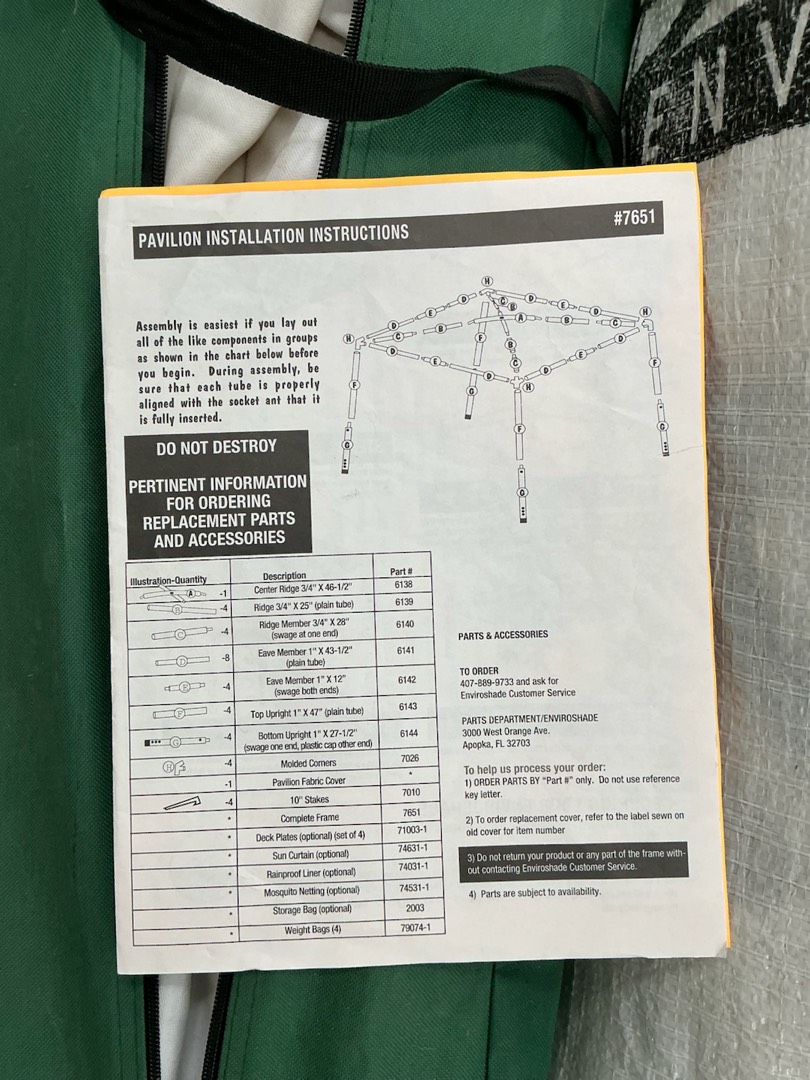 ENV
PAVILION INSTALLATION INSTRUCTIONS
#7651
Assembly is easiest if you lay out
all of the like components in groups
as shown in the chart below before
you begin. During assembly, be
sure that each tube is properly
aligned with the socket ant that it
is fully inserted.
H
D
E
D
C
B
A
B
C
D
E
D
H
H
C
B
D
E
D
B
C
H
D
E
D
F
G
F
G
F
G
F
G
DO NOT DESTROY
PERTINENT INFORMATION
FOR ORDERING
REPLACEMENT PARTS
AND ACCESSORIES
Illustration-Quantity Description Part #
A -1 Center Ridge 3/4" X 46-1/2" 6138
B -4 Ridge 3/4" X 25" (plain tube) 6139
C -4 Ridge Member 3/4" X 28" 6140
(swage at one end)
D -8 Eave Member 1" X 43-1/2" 6141
(plain tube)
E -4 Eave Member 1" X 12" 6142
(swage both ends)
F -4 Top Upright 1" X 47" (plain tube) 6143
G -4 Bottom Upright 1" X 27-1/2" 6144
(swage one end, plastic cap other end)
H -4 Molded Corners 7026
-1 Pavilion Fabric Cover *
-4 10" Stakes 7010
* Complete Frame 7651
* Deck Plates (optional) (set of 4) 71003-1
* Sun Curtain (optional) 74631-1
* Rainproof Liner (optional) 74031-1
* Mosquito Netting (optional) 74531-1
* Storage Bag (optional) 2003
* Weight Bags (4) 79074-1
PARTS & ACCESSORIES
TO ORDER
407-889-9733 and ask for
Enviroshade Customer Service
PARTS DEPARTMENT/ENVIROSHADE
3000 West Orange Ave.
Apopka, FL 32703
To help us process your order:
1) ORDER PARTS BY "Part #" only. Do not use reference
key letter.
2) To order replacement cover, refer to the label sewn on
old cover for item number
3) Do not return your product or any part of the frame with-
out contacting Enviroshade Customer Service.
4) Parts are subject to availability.